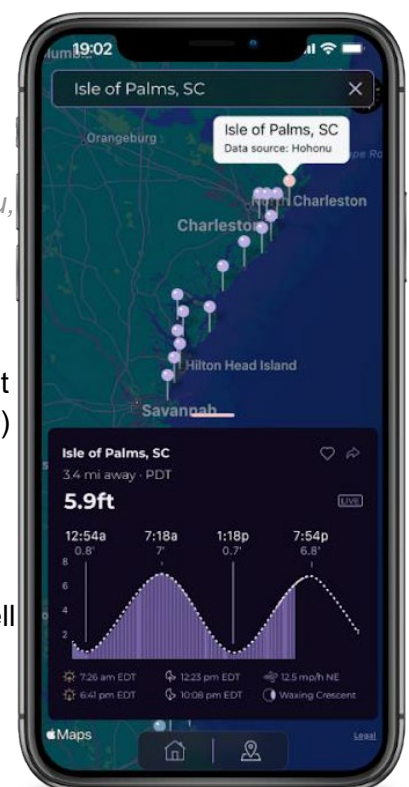 19:02
Isle of Palms, SC
Orangeburg
Isle of Palms, SC
Data source: Hohonu
North Charleston
Charleston
Hilton Head Island
Savannah
Isle of Palms, SC
3.4 mi away · PDT
5.9ft
LIVE
12:54a 7:18a 1:18p 7:54p
0.8' 7' 0.7' 6.8'
8
6
4
2
7:26 am EDT 12:23 pm EDT 12.5 mp/h NE
6:41 pm EDT 10:08 pm EDT Waxing Crescent
Maps
Legal